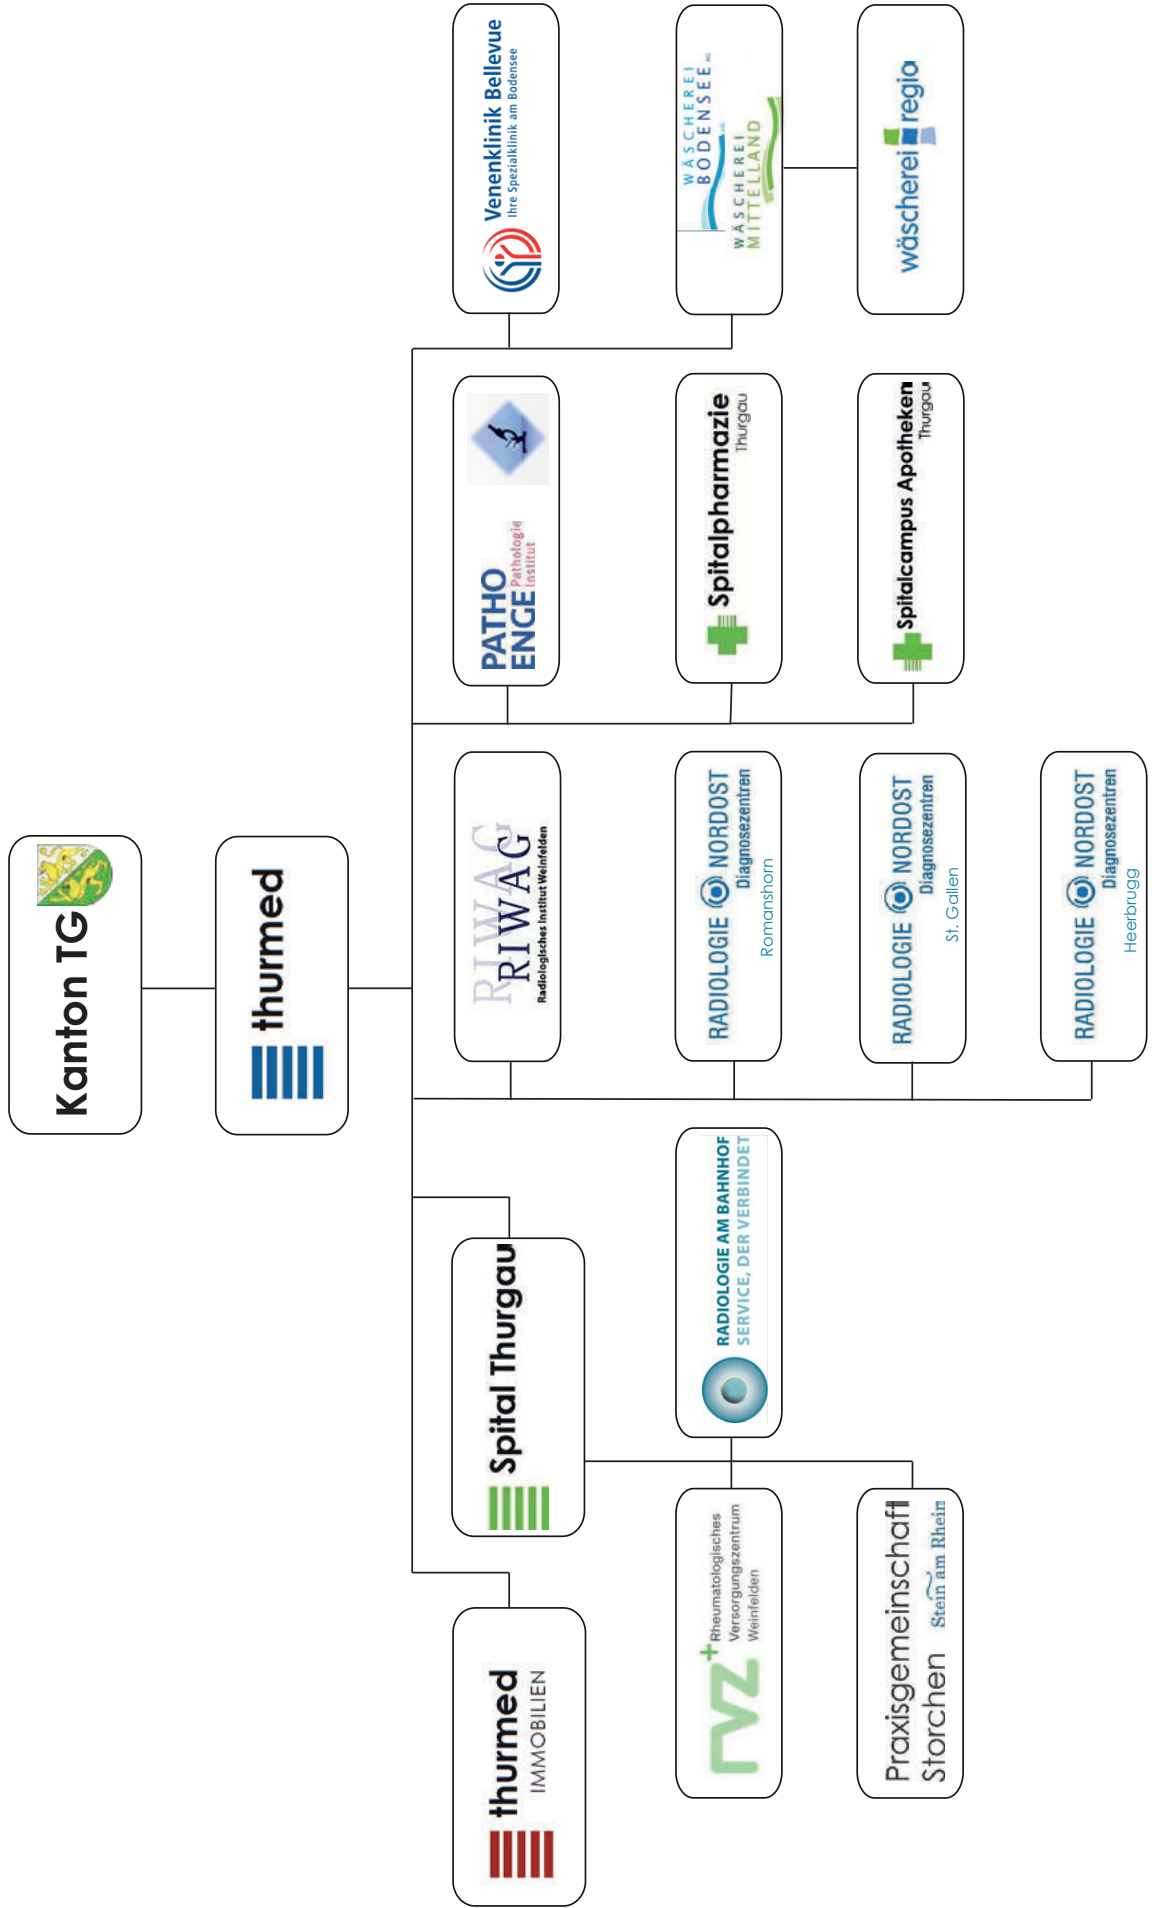 Kanton TG
thurmed
thurmed
IMMOBILIEN
Spital Thurgau
RIWAG
RIWAG
Radiologisches Institut Weinfelden
PATHO
ENGE Pathologie
Institut
Venenklinik Bellevue
Ihre Spezialklinik am Bodensee
rvz+ Rheumatologisches
Versorgungszentrum
Weinfelden
RADIOLOGIE AM BAHNHOF
SERVICE, DER VERBINDET
RADIOLOGIE NORDOST
Diagnosezentren
Romanshorn
Spitalpharmazie
Thurgau
WÄSCHEREI
BODENSEE AG
WÄSCHEREI
MITTELLAND
Praxisgemeinschaft
Storchen Stein am Rhein
RADIOLOGIE NORDOST
Diagnosezentren
St. Gallen
Spitalcampus Apotheken
Thurgau
wäscherei regio
RADIOLOGIE NORDOST
Diagnosezentren
Heerbrugg